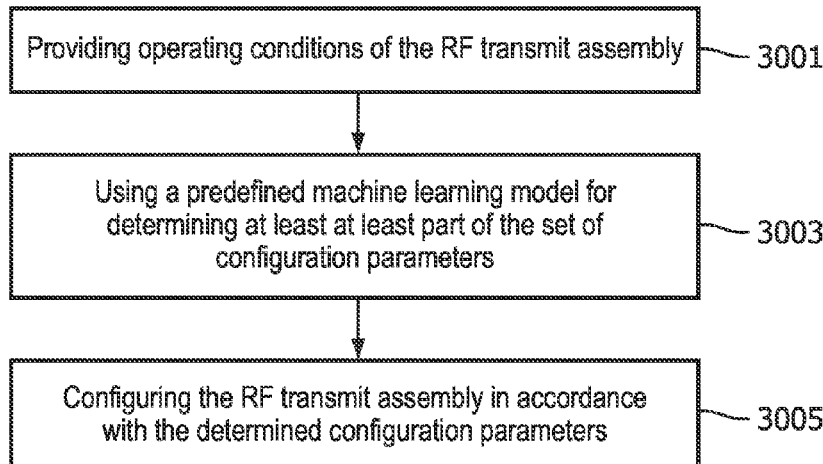 Providing operating conditions of the RF transmit assembly
3001
Using a predefined machine learning model for
determining at least at least part of the set of
configuration parameters
3003
Configuring the RF transmit assembly in accordance
with the determined configuration parameters
3005